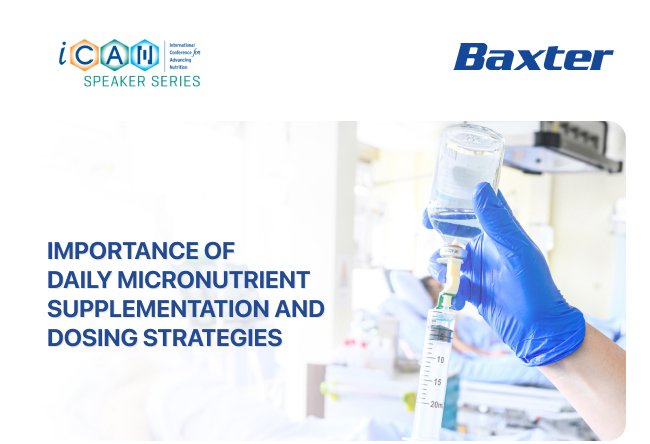 iCAN
International
Conference for
Advancing
Nutrition
SPEAKER SERIES
Baxter
IMPORTANCE OF
DAILY MICRONUTRIENT
SUPPLEMENTATION AND
DOSING STRATEGIES
10
15
20m